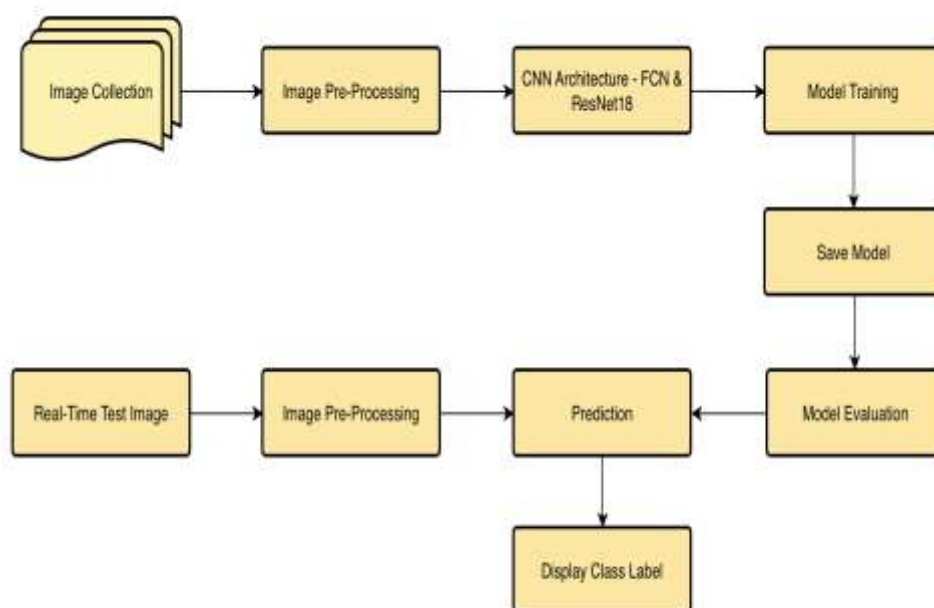 Image Collection
Image Pre-Processing
CNN Architecture - FCN &
ResNet18
Model Training
Save Model
Real-Time Test Image
Image Pre-Processing
Prediction
Model Evaluation
Display Class Label